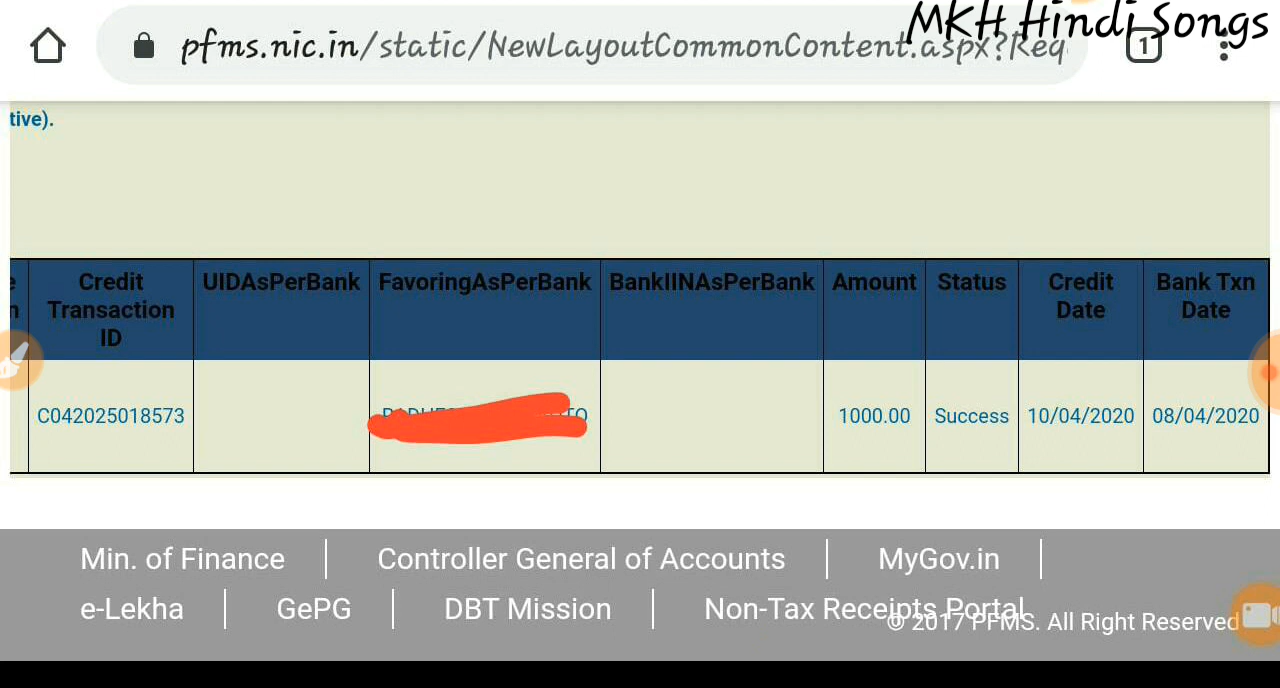 MKH Hindi Songs
pfms.nic.in/static/NewLayoutCommonContent.aspx?Req
1
tive).
Credit Transaction ID UIDAsPerBank FavoringAsPerBank BankIINAsPerBank Amount Status Credit Date Bank Txn Date
C042025018573 1000.00 Success 10/04/2020 08/04/2020
Min. of Finance Controller General of Accounts MyGov.in
e-Lekha GePG DBT Mission Non-Tax Receipts Portal
© 2017 PFMS. All Right Reserved